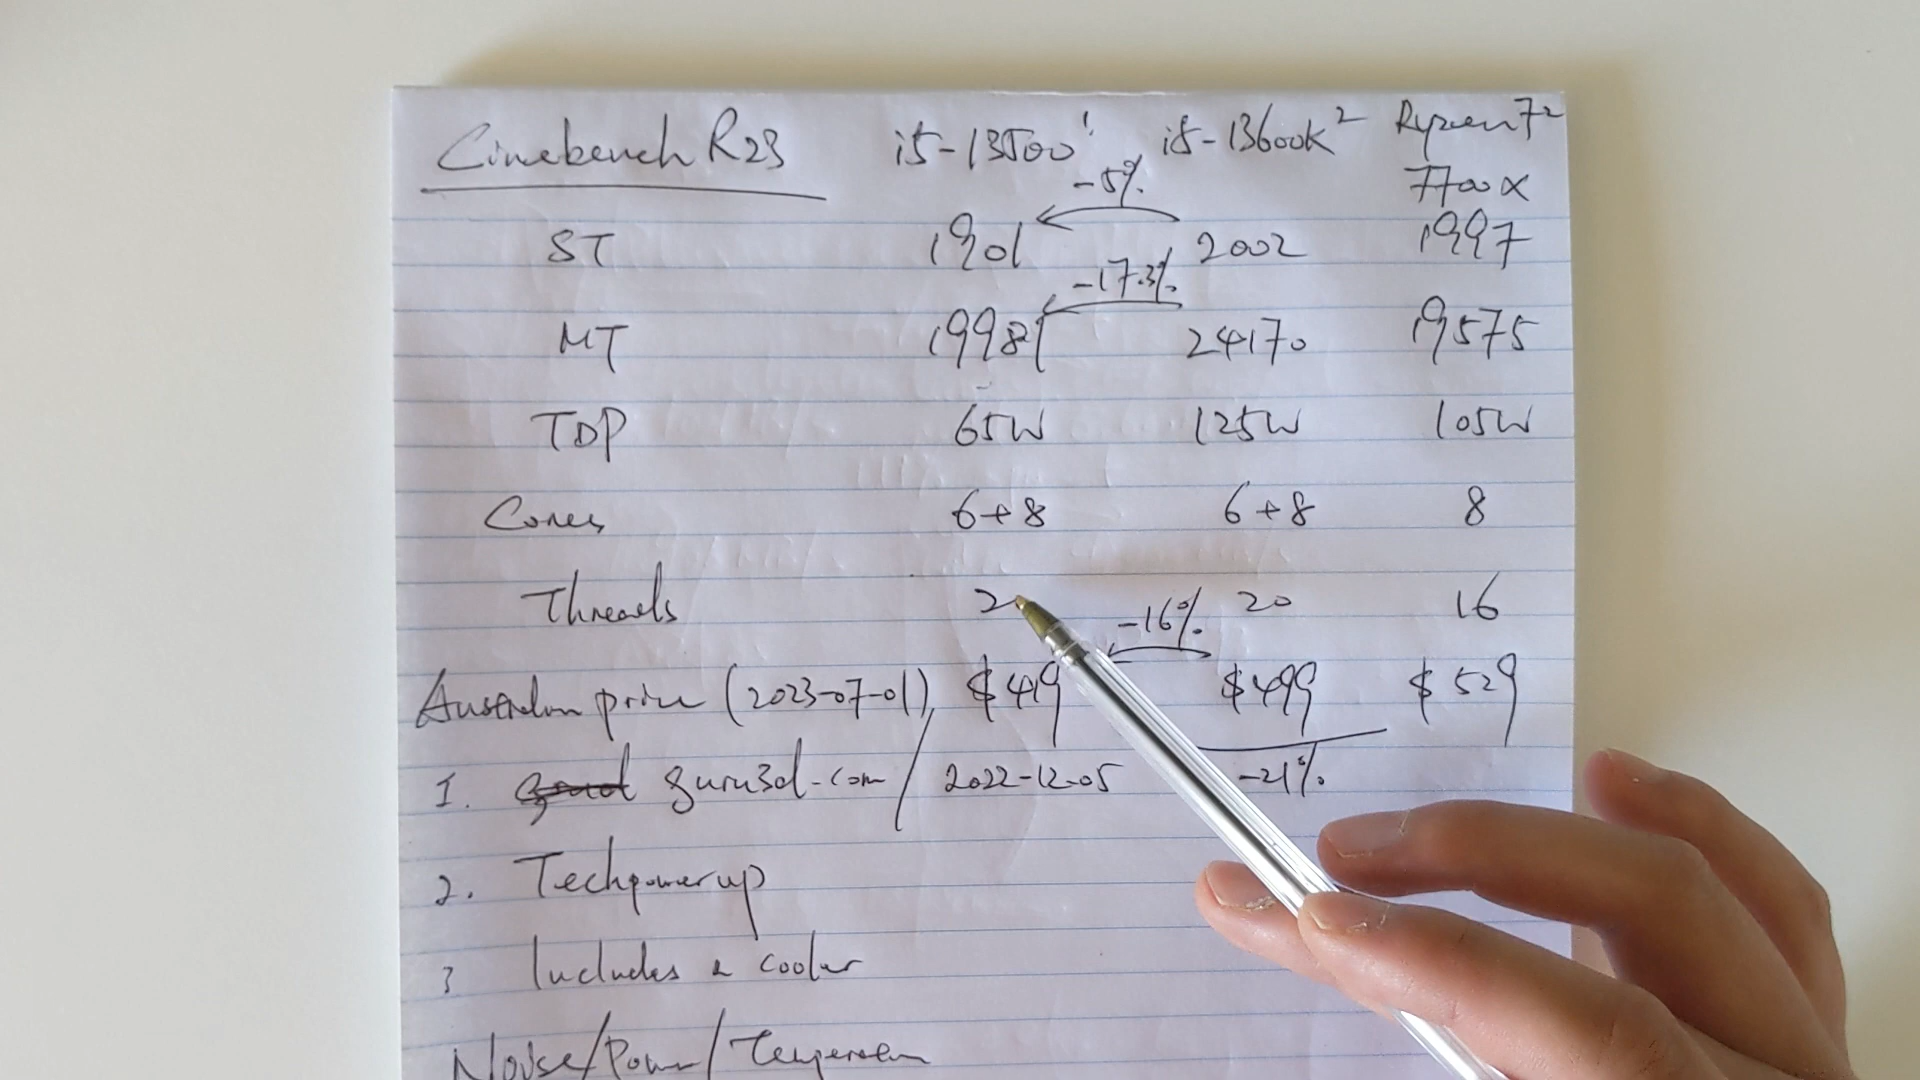 Cinebench R23 i5-13500¹ i5-13600K² Ryzen 7²
7700X
-5%
ST 1901 2002 1997
-17.3%
MT 19981 24170 19575
TDP 65W 125W 105W
Cores 6+8 6+8 8
Threads 2 20 16
-16%
Australian price (2023-07-01) $419 $499 $529
1. guru3d.com / 2022-12-05 -21%
2. Techpowerup
3 Includes a cooler
Noise/Power/Temperature